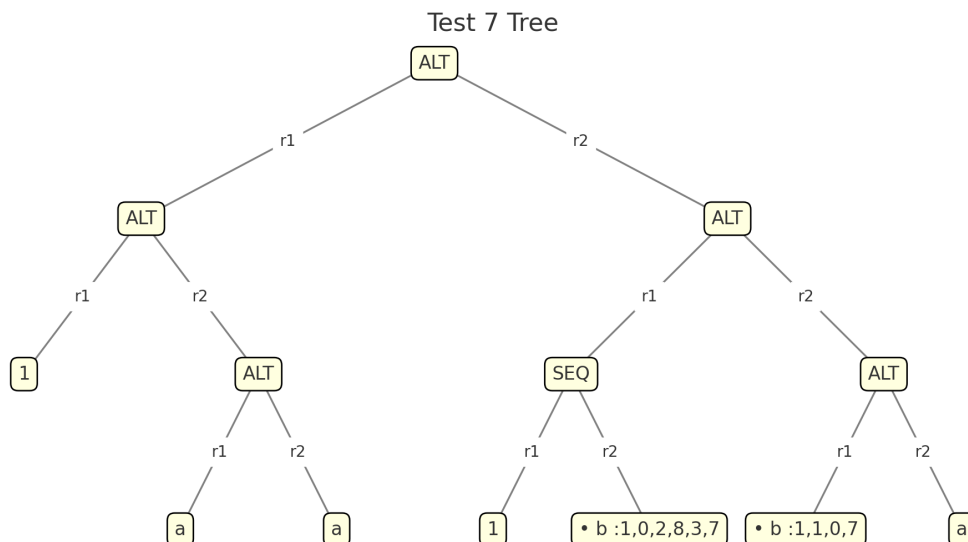 Test 7 Tree
ALT
r1 r2
ALT ALT
r1 r2 r1 r2
1 ALT SEQ ALT
r1 r2 r1 r2 r1 r2
a a 1 • b :1,0,2,8,3,7 • b :1,1,0,7 a